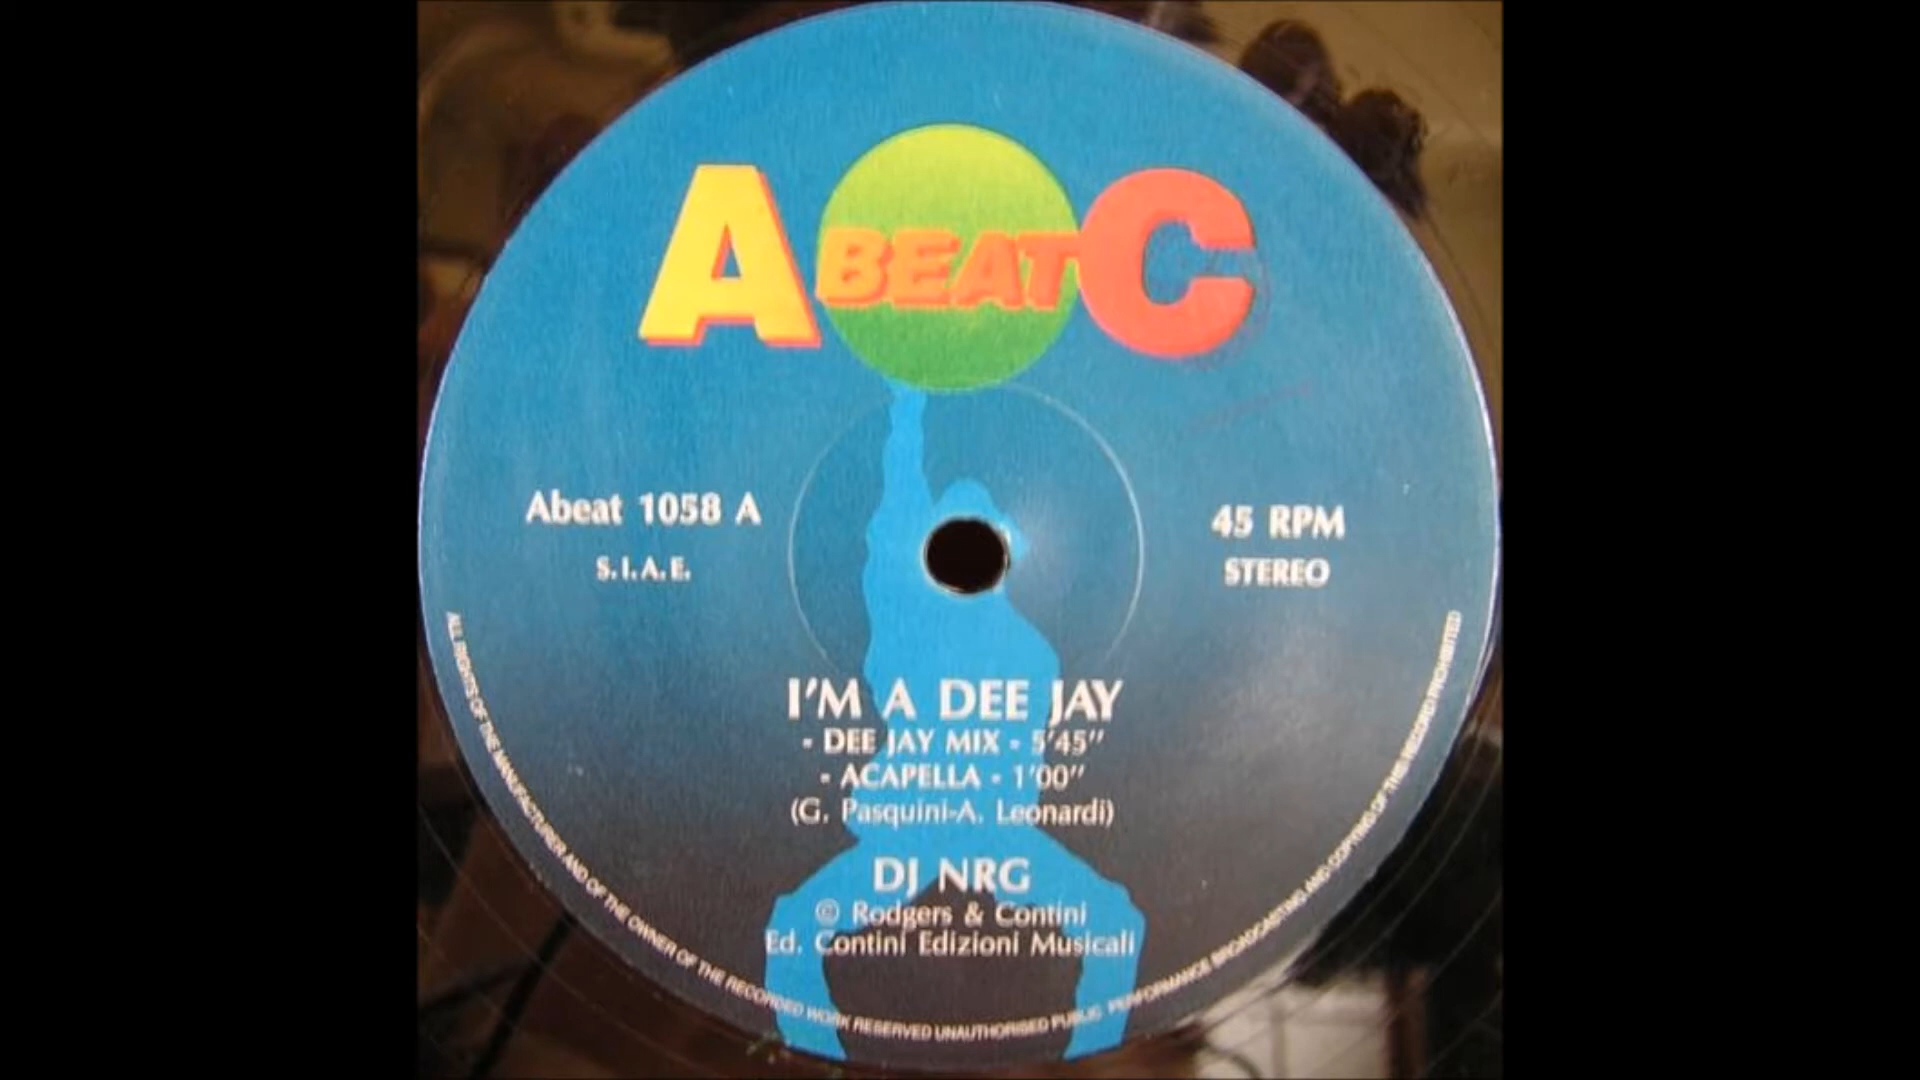 A BEAT C
Abeat 1058 A
S.I.A.E.
45 RPM
STEREO
I'M A DEE JAY
- DEE JAY MIX - 5'45"
- ACAPELLA - 1'00"
(G. Pasquini-A. Leonardi)
DJ NRG
© Rodgers & Contini
Ed. Contini Edizioni Musicali
ALL RIGHTS OF THE MANUFACTURER AND OF THE OWNER OF THE RECORDED WORK RESERVED UNAUTHORISED PUBLIC PERFORMANCE BROADCASTING AND COPYING OF THIS RECORD PROHIBITED